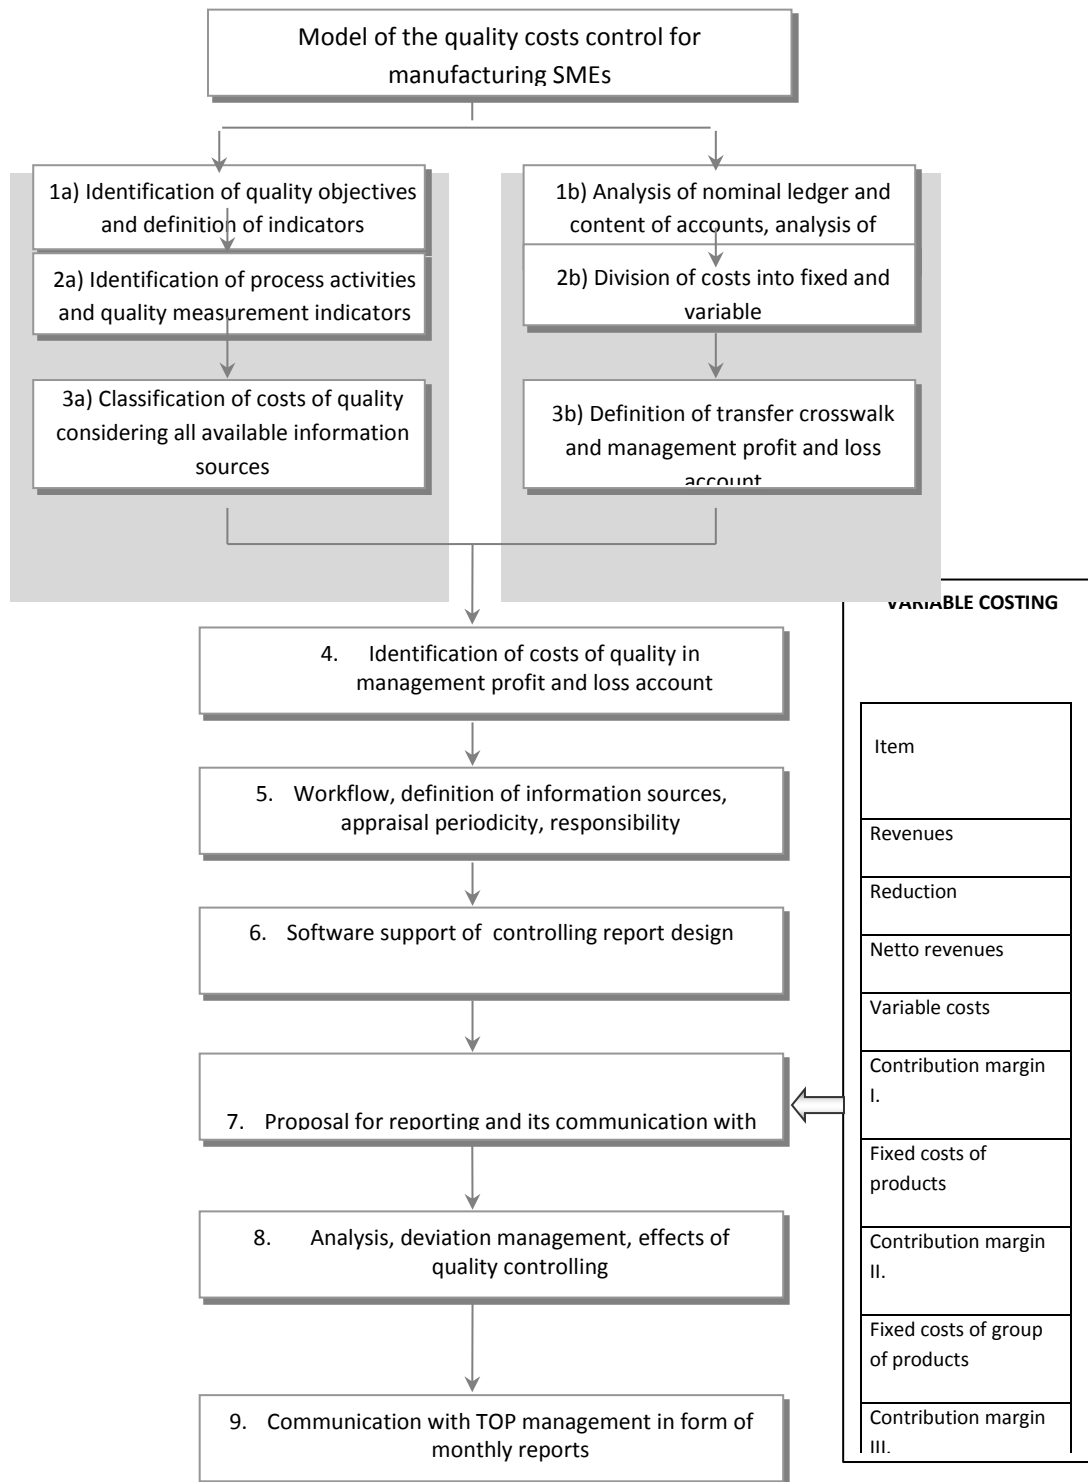 Model of the quality costs control for
manufacturing SMEs
1a) Identification of quality objectives
and definition of indicators
1b) Analysis of nominal ledger and
content of accounts, analysis of
2a) Identification of process activities
and quality measurement indicators
2b) Division of costs into fixed and
variable
3a) Classification of costs of quality
considering all available information
sources
3b) Definition of transfer crosswalk
and management profit and loss
account
4. Identification of costs of quality in
management profit and loss account
5. Workflow, definition of information sources,
appraisal periodicity, responsibility
6. Software support of controlling report design
7. Proposal for reporting and its communication with
8. Analysis, deviation management, effects of
quality controlling
9. Communication with TOP management in form of
monthly reports
VARIABLE COSTING
Item
Revenues
Reduction
Netto revenues
Variable costs
Contribution margin
I.
Fixed costs of
products
Contribution margin
II.
Fixed costs of group
of products
Contribution margin
III.